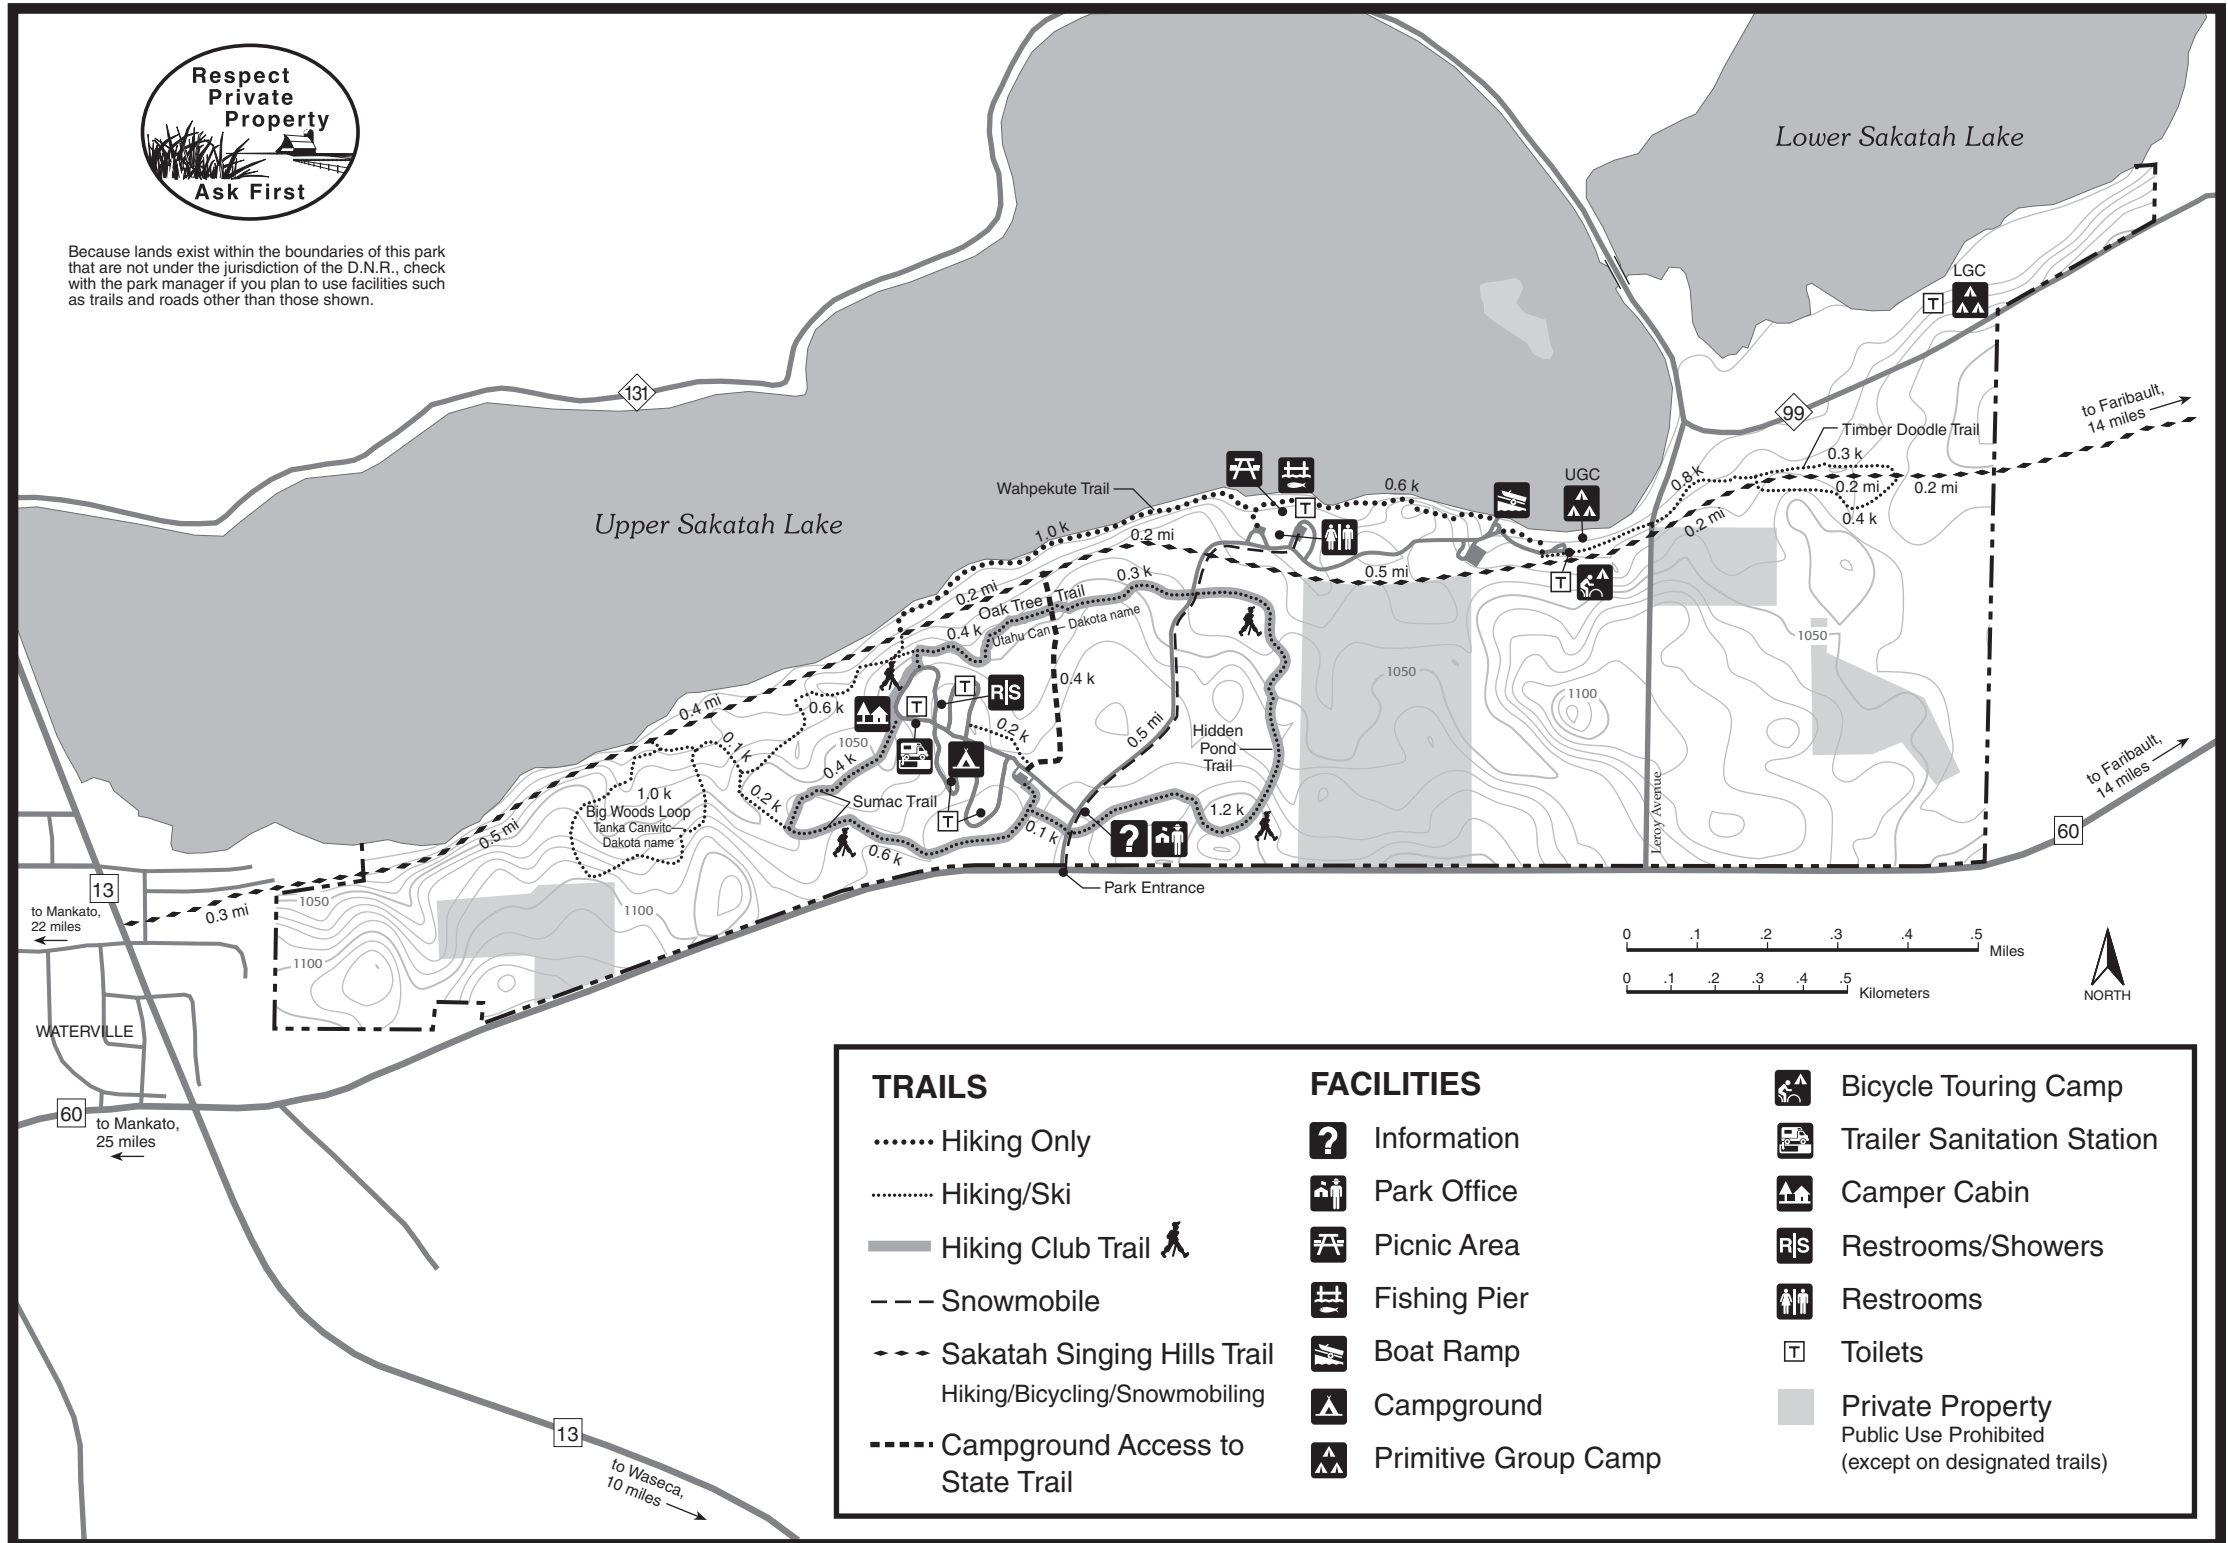 Respect
Private
Property
Ask First
Because lands exist within the boundaries of this park
that are not under the jurisdiction of the D.N.R., check
with the park manager if you plan to use facilities such
as trails and roads other than those shown.
Lower Sakatah Lake
LGC
T
131
99
to Faribault,
14 miles
Timber Doodle Trail
0.3 k
0.2 mi
0.2 mi
0.4 k
0.8 k
0.2 mi
UGC
0.6 k
T
Wahpekute Trail
1.0 k
0.2 mi
Upper Sakatah Lake
0.5 mi
T
0.3 k
0.2 mi
Oak Tree Trail
Utahu Can — Dakota name
0.4 k
1050
1050
1100
0.4 k
T
R|S
T
0.6 k
0.4 mi
0.2 k
0.5 mi
Hidden
Pond
Trail
0.1 k
1050
0.4 k
1.0 k
Big Woods Loop
Tanka Canwitc
Dakota name
0.2 k
Sumac Trail
T
1.2 k
0.1 k
?
0.6 k
0.5 mi
Leroy Avenue
to Faribault,
14 miles
60
13
Park Entrance
0.3 mi
to Mankato,
22 miles
1050
1100
1100
WATERVILLE
60
to Mankato,
25 miles
0 .1 .2 .3 .4 .5
Miles
0 .1 .2 .3 .4 .5
Kilometers
NORTH
13
to Waseca,
10 miles
TRAILS
Hiking Only
Hiking/Ski
Hiking Club Trail
Snowmobile
Sakatah Singing Hills Trail
Hiking/Bicycling/Snowmobiling
Campground Access to
State Trail
FACILITIES
? Information
Park Office
Picnic Area
Fishing Pier
Boat Ramp
Campground
Primitive Group Camp
Bicycle Touring Camp
Trailer Sanitation Station
Camper Cabin
R|S Restrooms/Showers
Restrooms
T Toilets
Private Property
Public Use Prohibited
(except on designated trails)